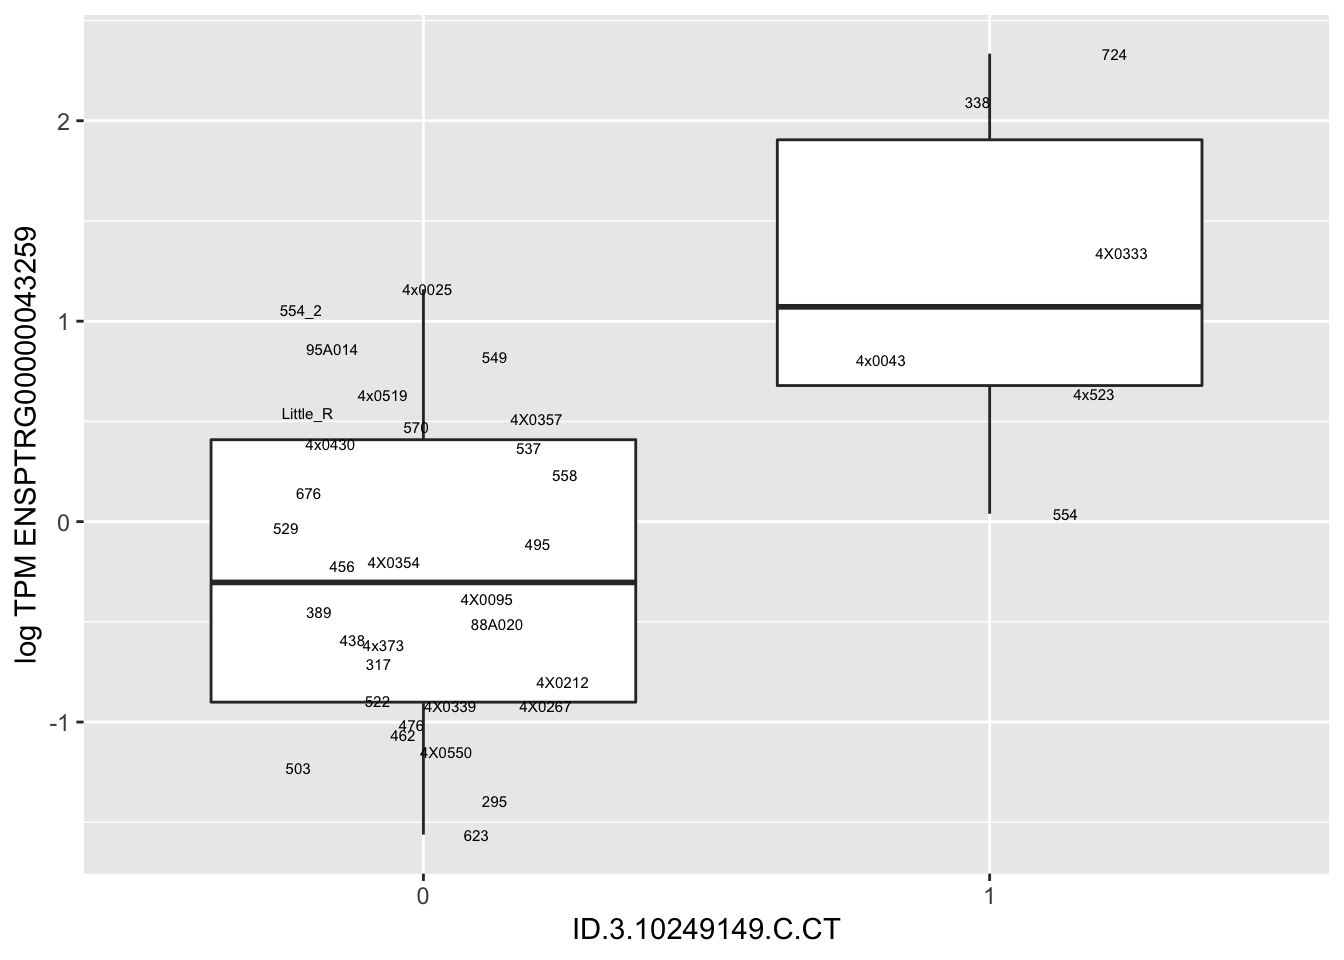 724
338
2
4X0333
4x0025
554_2
1
95A014
549
4x0043
4x0519
4x523
Little_R
4X0357
570
4x0430
537
558
676
554
0
529
495
4X0354
456
4X0095
389
88A020
438
4x373
317
4X0212
522
4X0339
4X0267
-1
476
462
4X0550
503
295
623
0
1
ID.3.10249149.C.CT
log TPM ENSPTRG00000043259